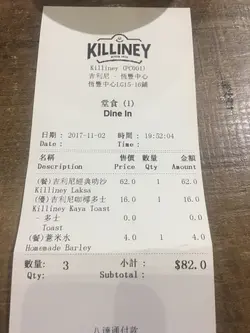 KILLINEY
Killiney (PC001)
吉利尼 - 恆豐中心
恆豐中心LG15-16鋪
堂食 (1)
Dine In
日期 : 2017-11-02 時間 : 19:52:04
Date : Time :
名稱 售價 數量 金額
Description Price Qty Amount
(餐)吉利尼經典喇沙 62.0 1 62.0
Killiney Laksa
(優)吉利尼咖椰多士 16.0 1 16.0
Killiney Kaya Toast
- 多士 0.0 0.0
Toast
(餐)薏米水 4.0 1 4.0
Homemade Barley
數量: 3 小計 : $82.0
Qty: Subtotal :